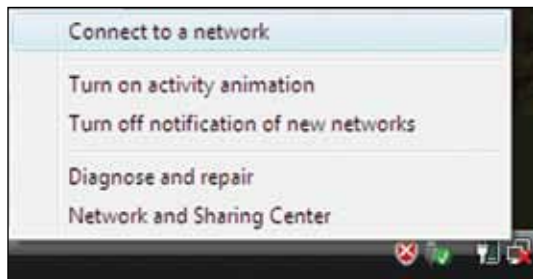 Connect to a network
Turn on activity animation
Turn off notification of new networks
Diagnose and repair
Network and Sharing Center